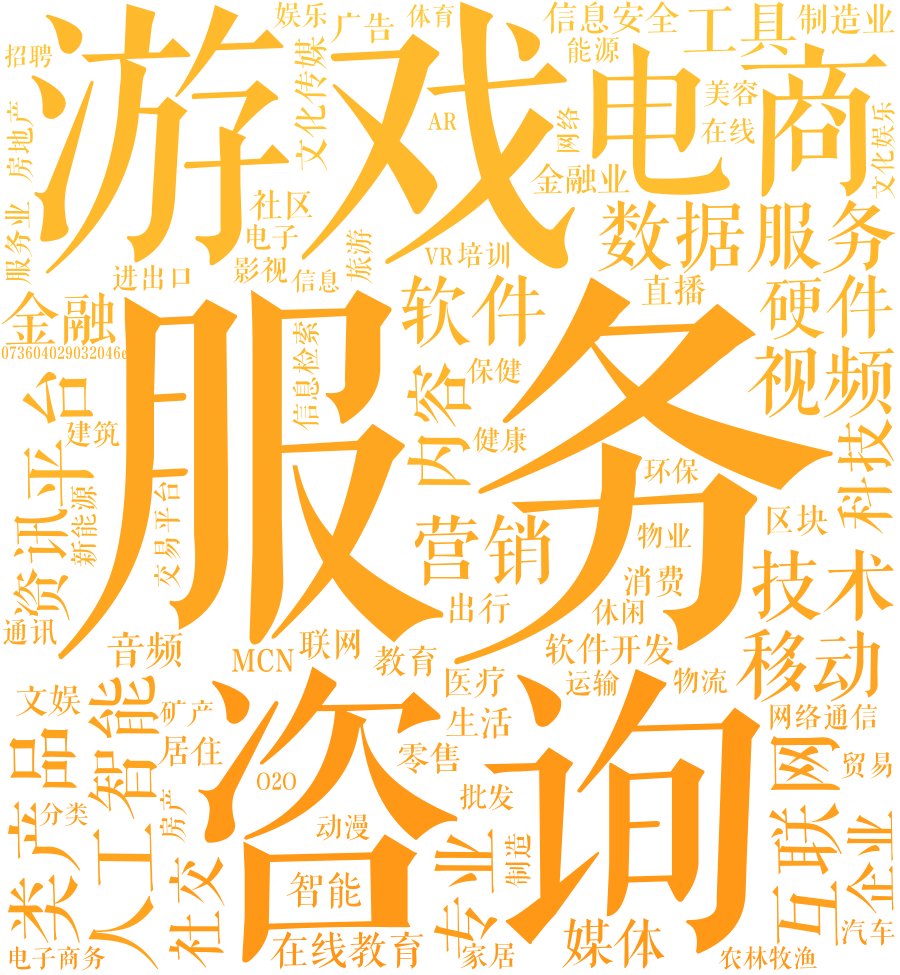 游戏
娱乐
广告
体育
信息安全
工具
制造业
招聘
文化传媒
能源
电商
美容
AR
网络
在线
房地产
文化娱乐
金融业
服务业
社区
电子
数据服务
VR
培训
旅游
进出口
影视
信息
直播
金融
软件
硬件
073604029032046e
服务
信息检索
视频
保健
内容
资讯平台
建筑
健康
科技
环保
新能源
交易平台
区块
营销
物业
技术
消费
出行
休闲
通讯
音频
联网
MCN
教育
软件开发
移动
医疗
运输
物流
咨询
文娱
人工智能
矿产
生活
网络通信
类产品
居住
零售
互联网
贸易
O2O
批发
分类
房产
动漫
企业
专业
制造
社交
智能
媒体
汽车
电子商务
在线教育
家居
农林牧渔